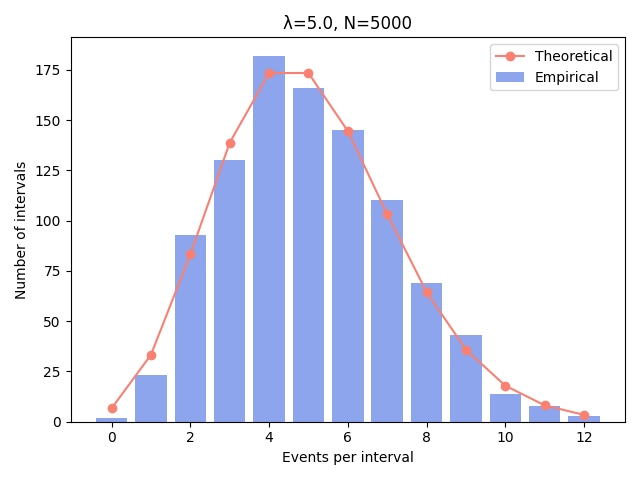 λ=5.0, N=5000
Theoretical
Empirical
Number of intervals
175
150
125
100
75
50
25
0
0 2 4 6 8 10 12
Events per interval